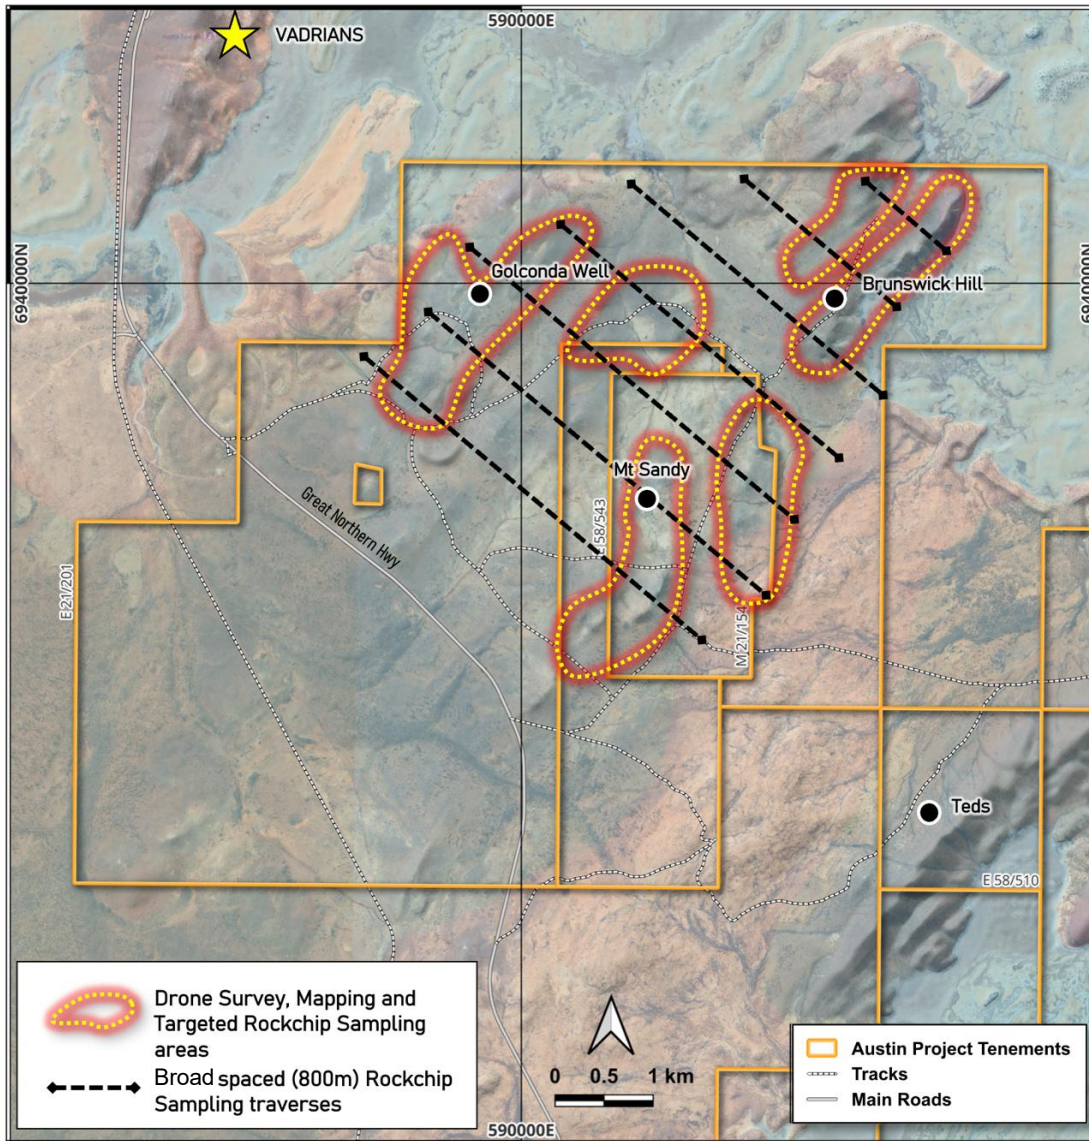 590000E
VADRIANS
6940000N
6940000N
Golconda Well
Brunswick Hill
Mt Sandy
Great Northern Hwy
E 58/543
E21/201
M 21/154
Teds
E 58/510
Drone Survey, Mapping and
Targeted Rockchip Sampling
areas
Broad spaced (800m) Rockchip
Sampling traverses
0 0.5 1 km
Austin Project Tenements
Tracks
Main Roads
590000E